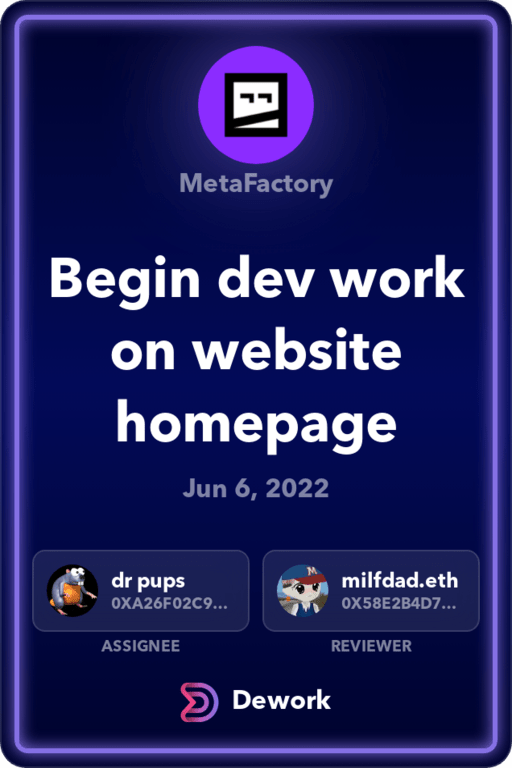 MetaFactory
Begin dev work
on website
homepage
Jun 6, 2022
dr pups
0XA26F02C9...
ASSIGNEE
milfdad.eth
0X58E2B4D7...
REVIEWER
Dework